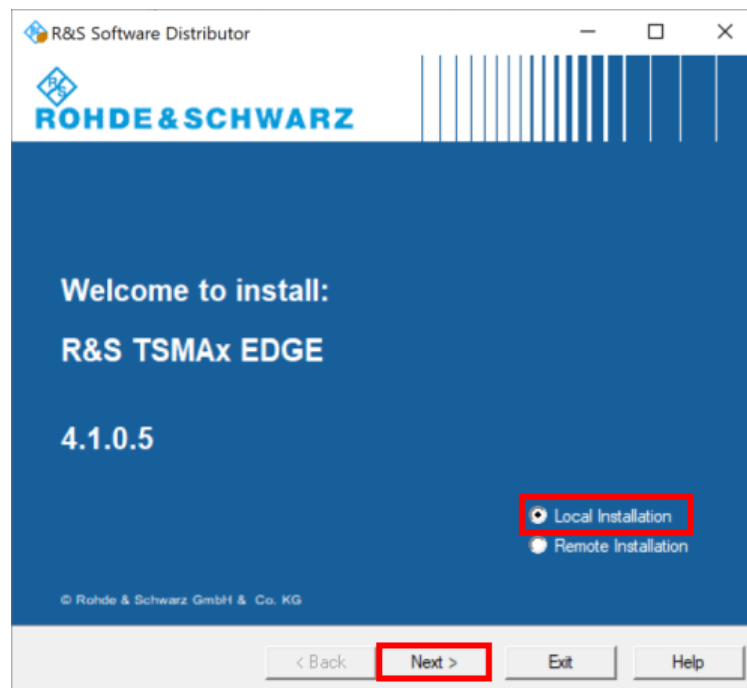 R&S Software Distributor
R&S
ROHDE&SCHWARZ
Welcome to install:
R&S TSMAx EDGE
4.1.0.5
Local Installation
Remote Installation
© Rohde & Schwarz GmbH & Co. KG
< Back
Next >
Exit
Help